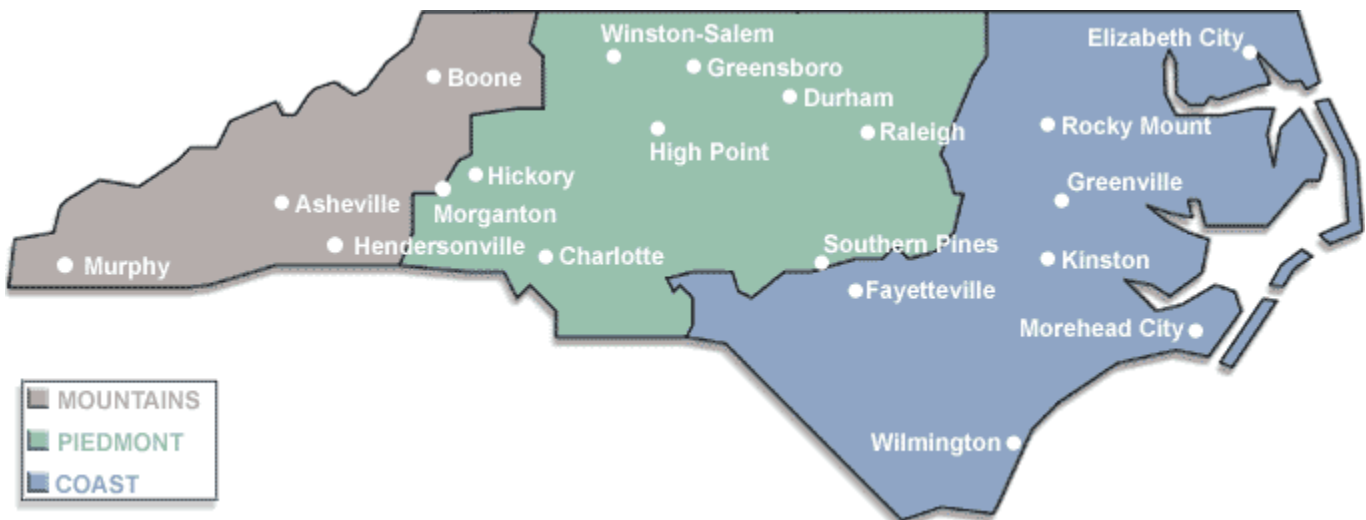 Winston-Salem
Elizabeth City
Boone
Greensboro
Durham
Rocky Mount
Raleigh
High Point
Hickory
Greenville
Asheville
Morganton
Hendersonville
Southern Pines
Charlotte
Kinston
Murphy
Fayetteville
Morehead City
MOUNTAINS
PIEDMONT
Wilmington
COAST